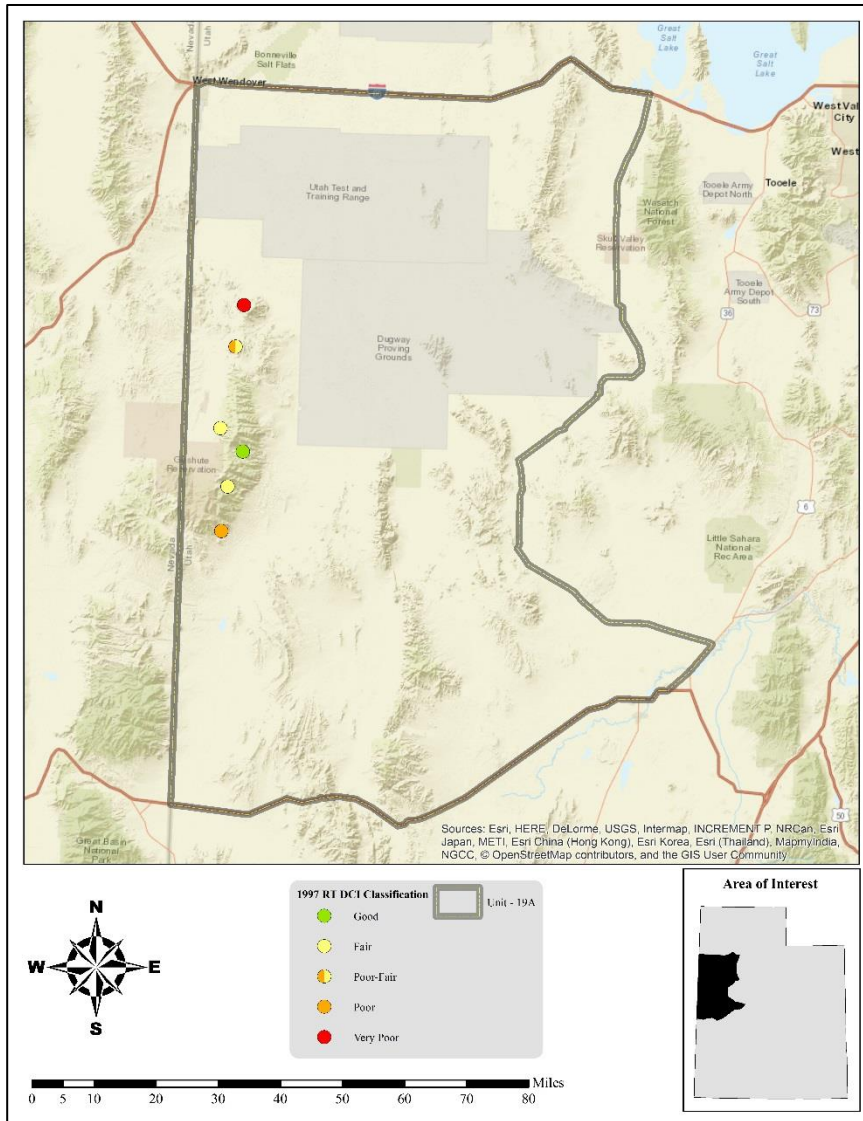 Nevada
Utah
Bonneville
Salt Flats
Great
Salt
Lake
Great
Salt
Lake
West Wendover
80
West Val
City
West
Utah Test and
Training Range
Tooele Army
Depot North
Tooele
Wasatch
National
Forest
Skull Valley
Reservation
Tooele
Army Depot
South
36
73
Dugway
Proving
Grounds
Goshute
Reservation
6
Little Sahara
National
Rec Area
Nevada
Utah
Great Basin
National
Park
50
Sources: Esri, HERE, DeLorme, USGS, Intermap, INCREMENT P, NRCan, Esri
Japan, METI, Esri China (Hong Kong), Esri Korea, Esri (Thailand), MapmyIndia,
NGCC, © OpenStreetMap contributors, and the GIS User Community
N
W E
S
1997 RT DCI Classification
Good
Fair
Poor-Fair
Poor
Very Poor
Unit - 19A
Area of Interest
0 5 10 20 30 40 50 60 70 80
Miles